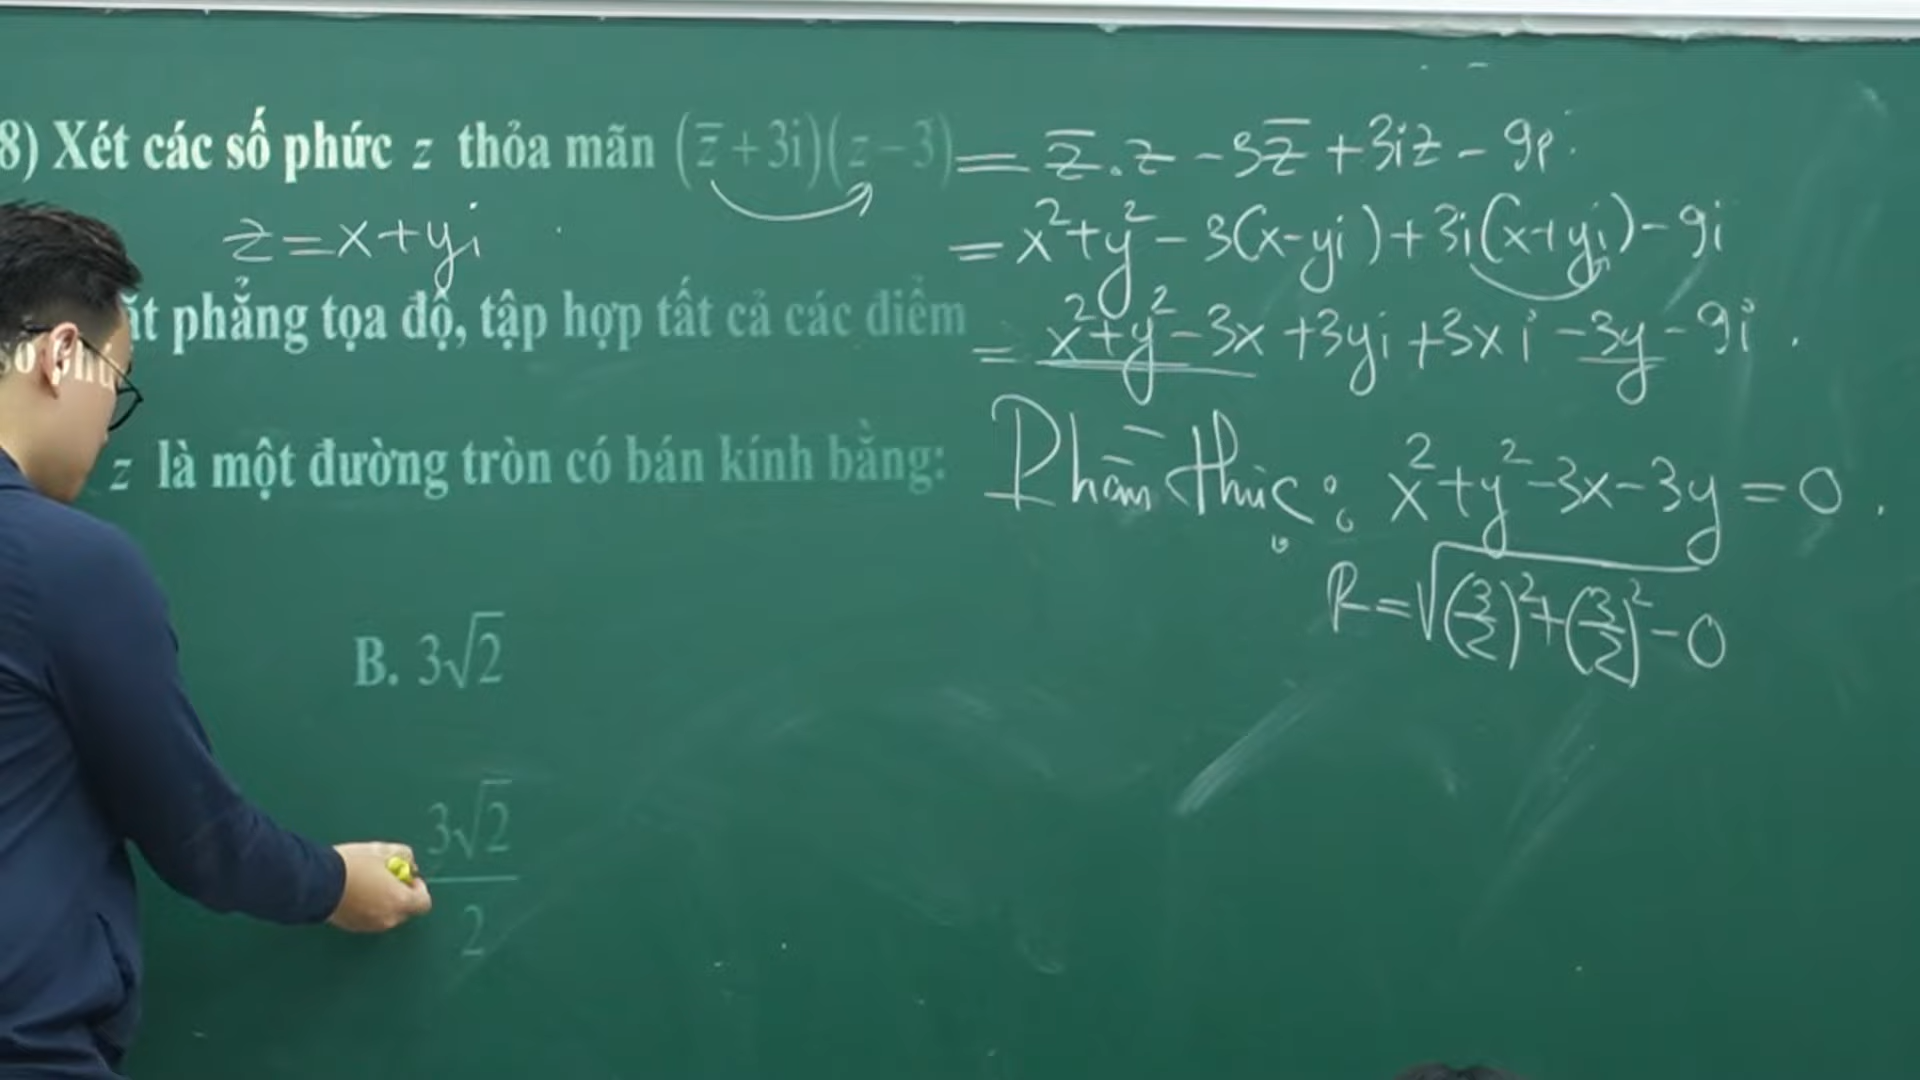 8) Xét các số phức z thỏa mãn (z̅ + 3i)(z − 3) = z̅.z − 3z̅ + 3iz − 9i
z = x + yi
= x² + y² − 3(x − yi) + 3i(x + yi) − 9i
ặt phẳng tọa độ, tập hợp tất cả các điểm
= x² + y² − 3x + 3yi + 3xi − 3y − 9i .
z là một đường tròn có bán kính bằng:
Phần thực: x² + y² − 3x − 3y = 0 .
R = √((3/2)² + (3/2)² − 0)
B. 3√2
3√2/2